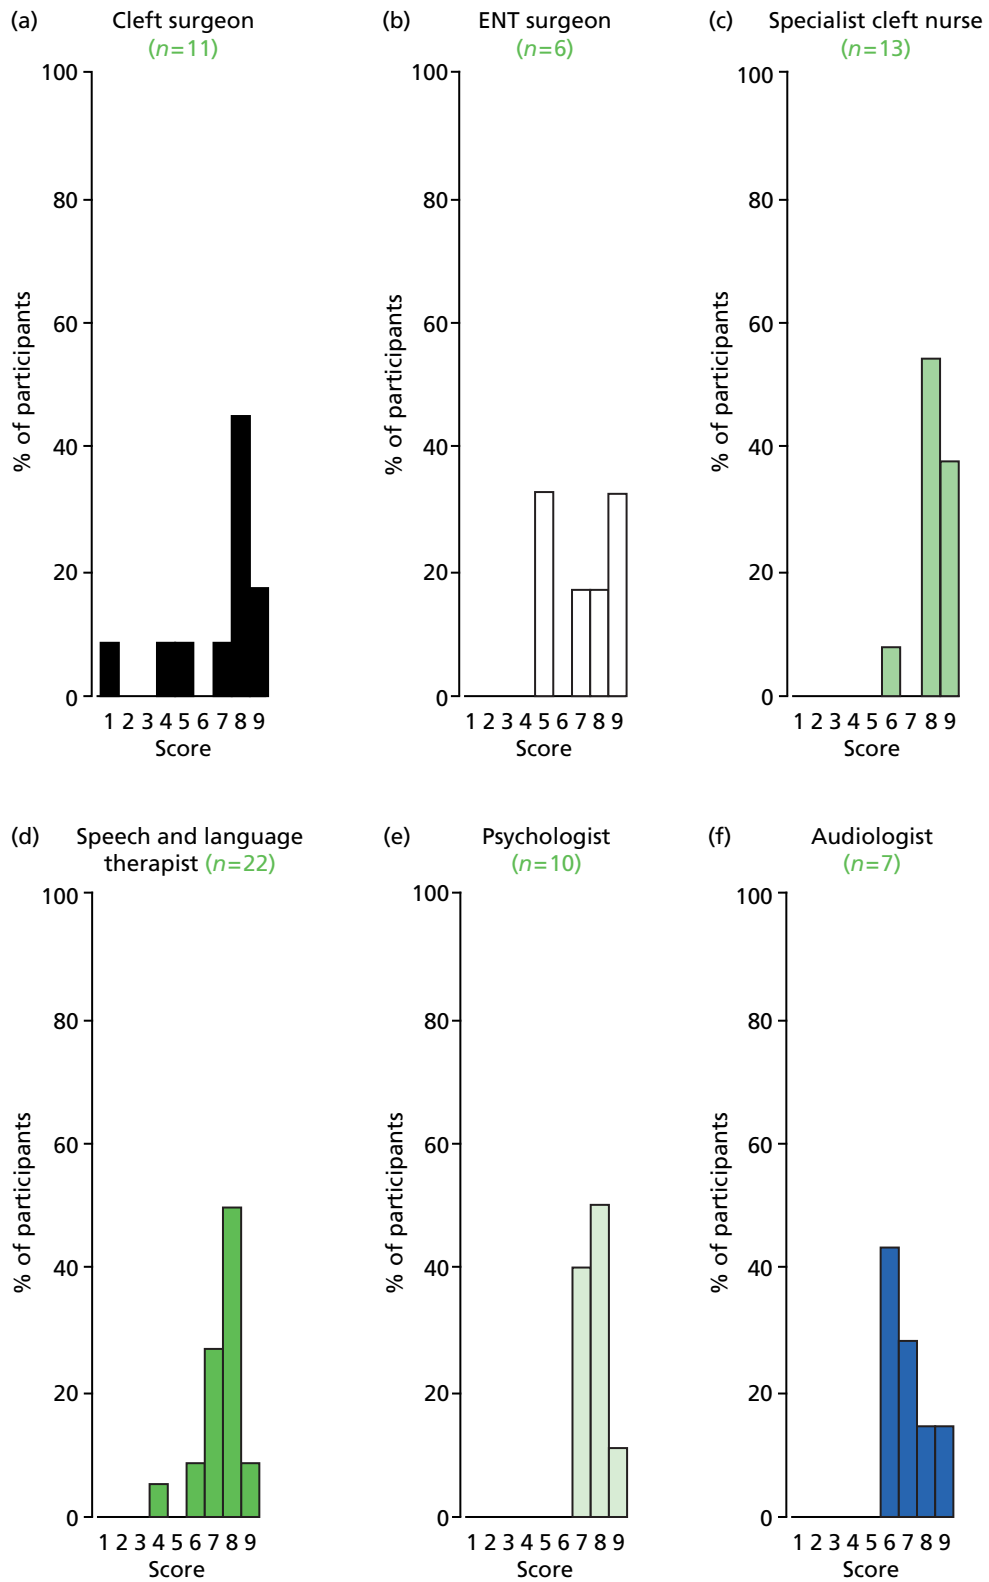 (a) Cleft surgeon
(n=11)
100
80
60
40
20
0
% of participants
1 2 3 4 5 6 7 8 9
Score
(b) ENT surgeon
(n=6)
100
80
60
40
20
0
% of participants
1 2 3 4 5 6 7 8 9
Score
(c) Specialist cleft nurse
(n=13)
100
80
60
40
20
0
% of participants
1 2 3 4 5 6 7 8 9
Score
(d) Speech and language
therapist (n=22)
100
80
60
40
20
0
% of participants
1 2 3 4 5 6 7 8 9
Score
(e) Psychologist
(n=10)
100
80
60
40
20
0
% of participants
1 2 3 4 5 6 7 8 9
Score
(f) Audiologist
(n=7)
100
80
60
40
20
0
% of participants
1 2 3 4 5 6 7 8 9
Score